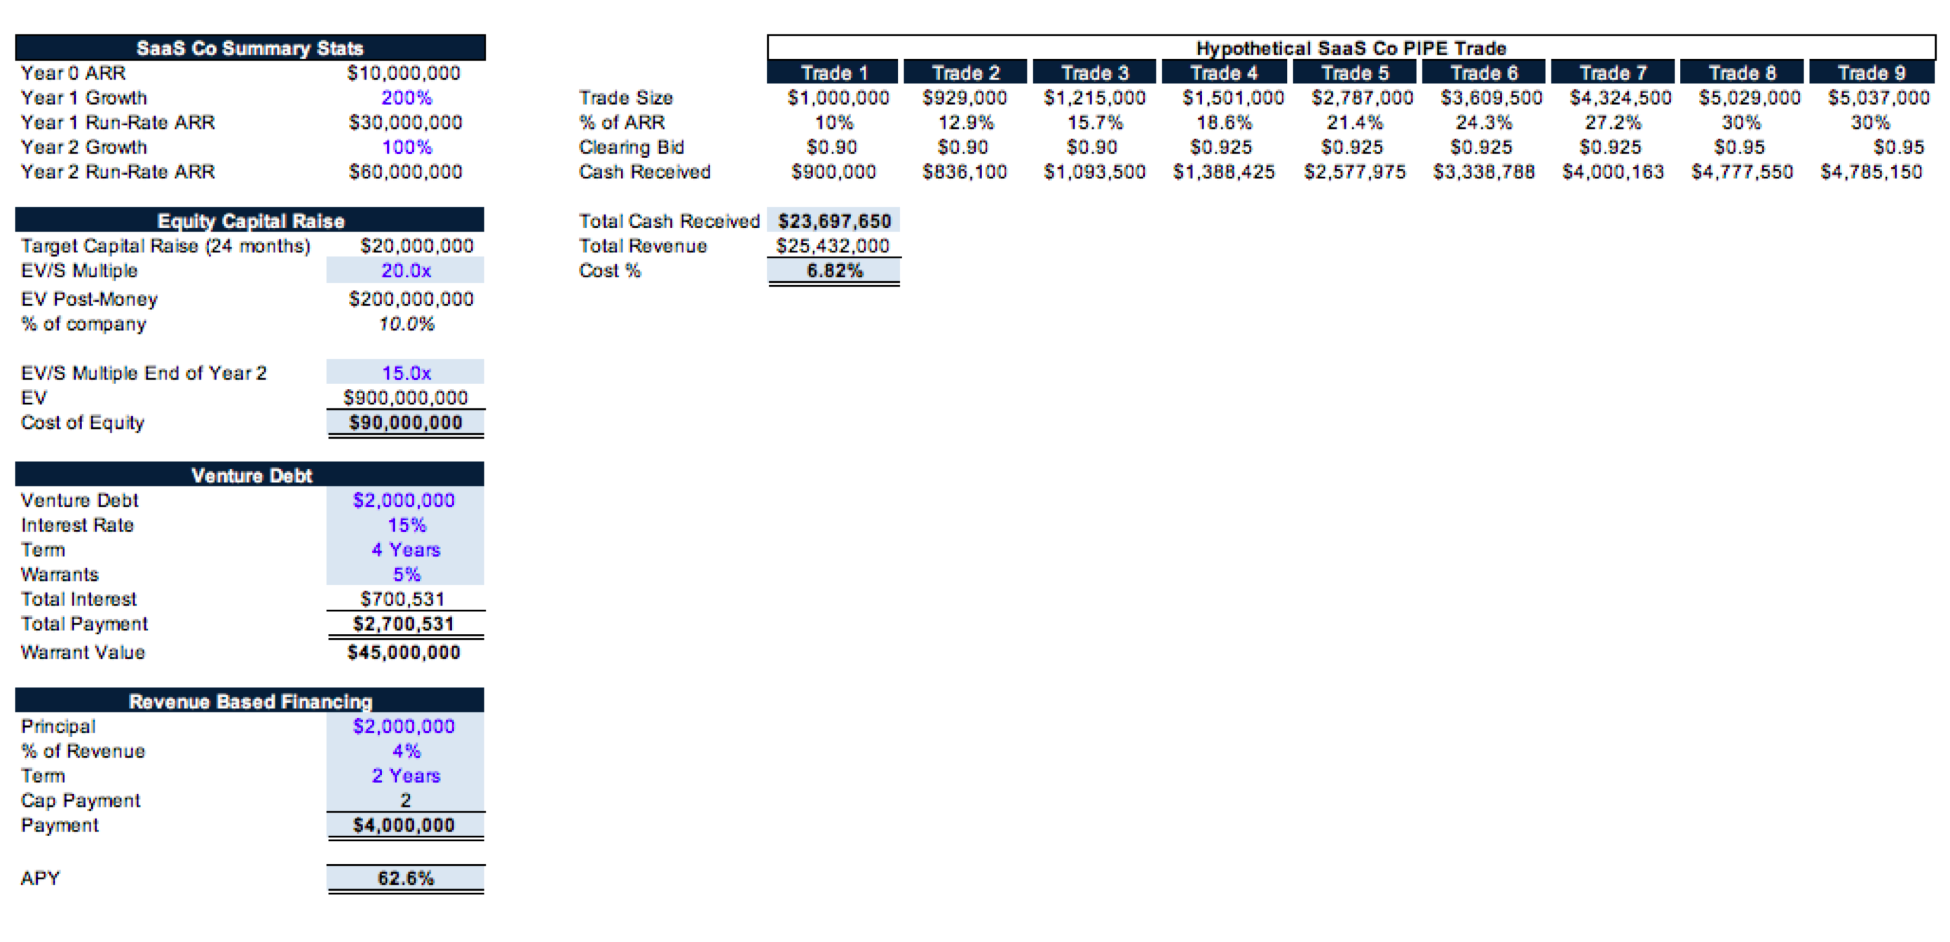 SaaS Co Summary Stats
Year 0 ARR $10,000,000
Year 1 Growth 200%
Year 1 Run-Rate ARR $30,000,000
Year 2 Growth 100%
Year 2 Run-Rate ARR $60,000,000
Equity Capital Raise
Target Capital Raise (24 months) $20,000,000
EV/S Multiple 20.0x
EV Post-Money $200,000,000
% of company 10.0%
EV/S Multiple End of Year 2 15.0x
EV $900,000,000
Cost of Equity $90,000,000
Venture Debt
Venture Debt $2,000,000
Interest Rate 15%
Term 4 Years
Warrants 5%
Total Interest $700,531
Total Payment $2,700,531
Warrant Value $45,000,000
Revenue Based Financing
Principal $2,000,000
% of Revenue 4%
Term 2 Years
Cap Payment 2
Payment $4,000,000
APY 62.6%
Hypothetical SaaS Co PIPE Trade
Trade 1 Trade 2 Trade 3 Trade 4 Trade 5 Trade 6 Trade 7 Trade 8 Trade 9
Trade Size $1,000,000 $929,000 $1,215,000 $1,501,000 $2,787,000 $3,609,500 $4,324,500 $5,029,000 $5,037,000
% of ARR 10% 12.9% 15.7% 18.6% 21.4% 24.3% 27.2% 30% 30%
Clearing Bid $0.90 $0.90 $0.90 $0.925 $0.925 $0.925 $0.925 $0.95 $0.95
Cash Received $900,000 $836,100 $1,093,500 $1,388,425 $2,577,975 $3,338,788 $4,000,163 $4,777,550 $4,785,150
Total Cash Received $23,697,650
Total Revenue $25,432,000
Cost % 6.82%